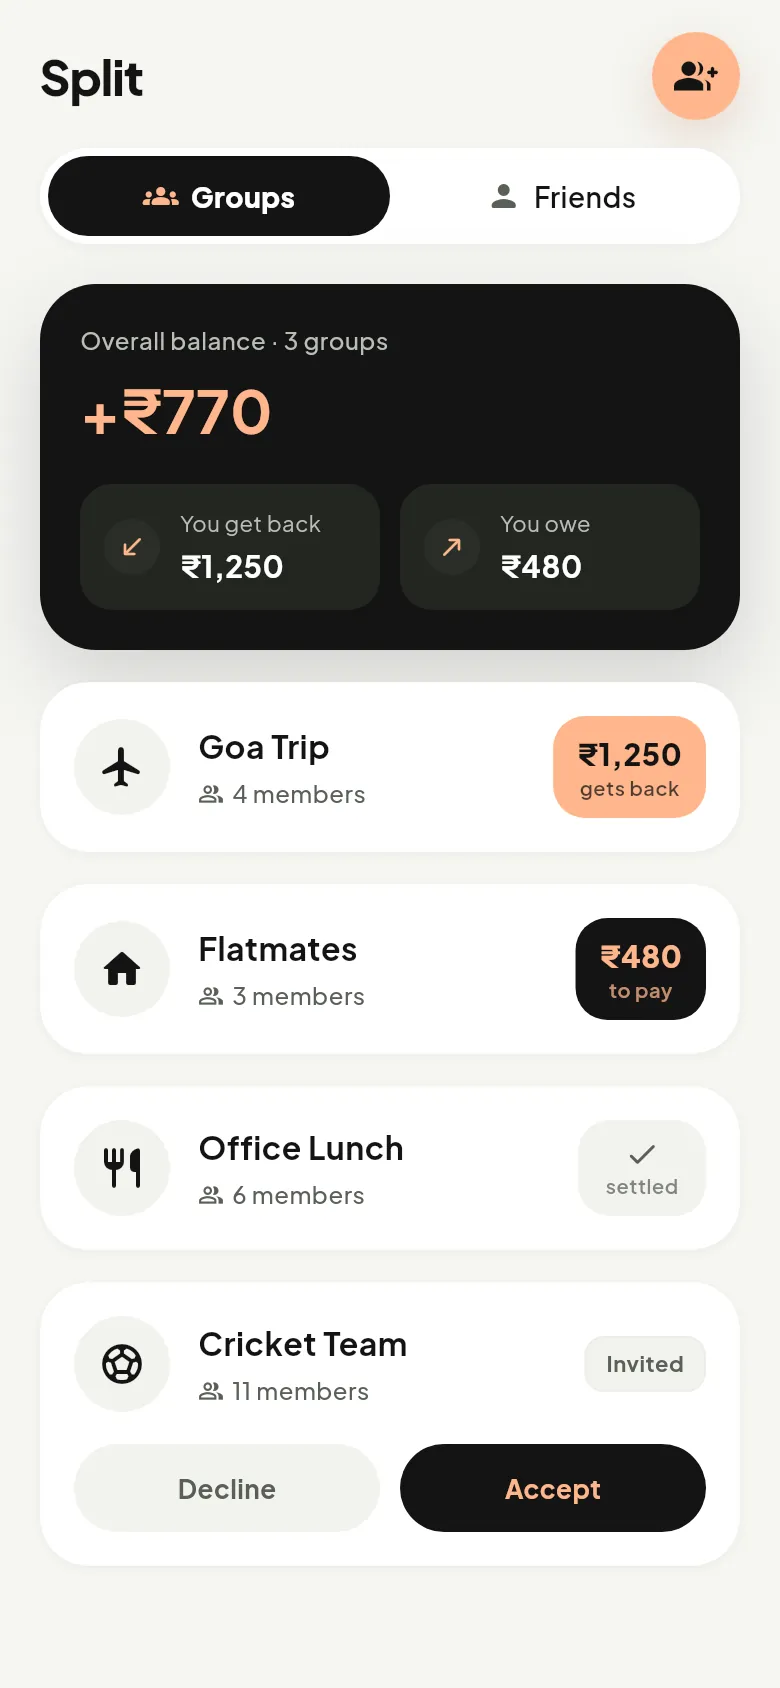 Split
Groups
Friends
Overall balance · 3 groups
+₹770
You get back
₹1,250
You owe
₹480
Goa Trip
4 members
₹1,250
gets back
Flatmates
3 members
₹480
to pay
Office Lunch
6 members
settled
Cricket Team
11 members
Invited
Decline
Accept